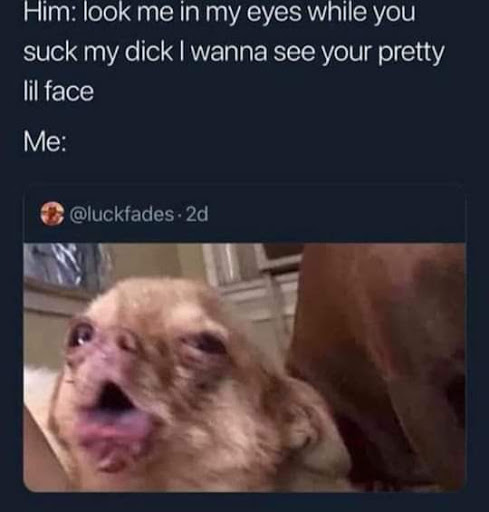 Him: look me in my eyes while you
suck my dick I wanna see your pretty
lil face
Me:
@luckfades · 2d